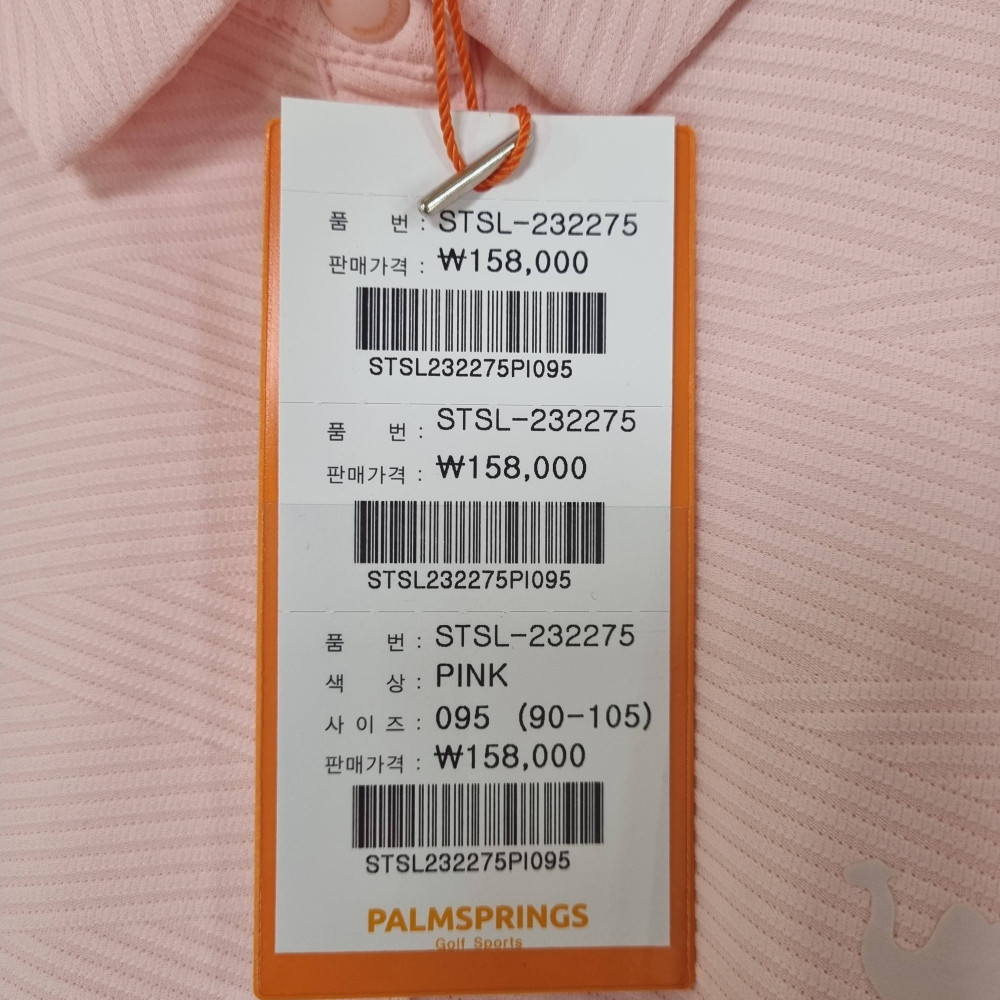 품 번 : STSL-232275
판매가격 : ₩158,000
STSL232275PI095
품 번 : STSL-232275
판매가격 : ₩158,000
STSL232275PI095
품 번 : STSL-232275
색 상 : PINK
사 이 즈 : 095 (90-105)
판매가격 : ₩158,000
STSL232275PI095
PALMSPRINGS
Golf Sports